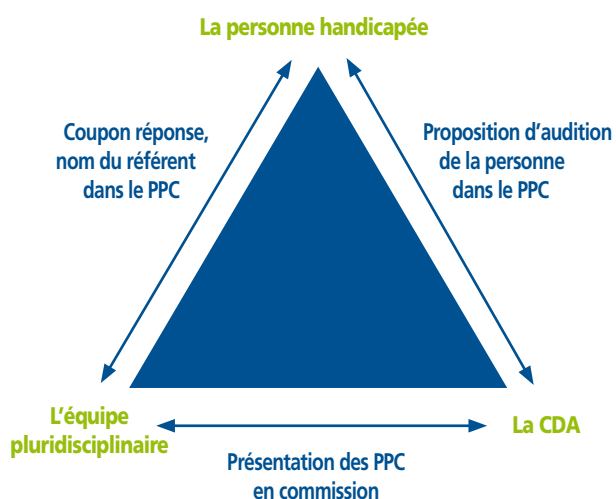 La personne handicapée
Coupon réponse,
nom du référent
dans le PPC
Proposition d’audition
de la personne
dans le PPC
L’équipe
pluridisciplinaire
La CDA
Présentation des PPC
en commission